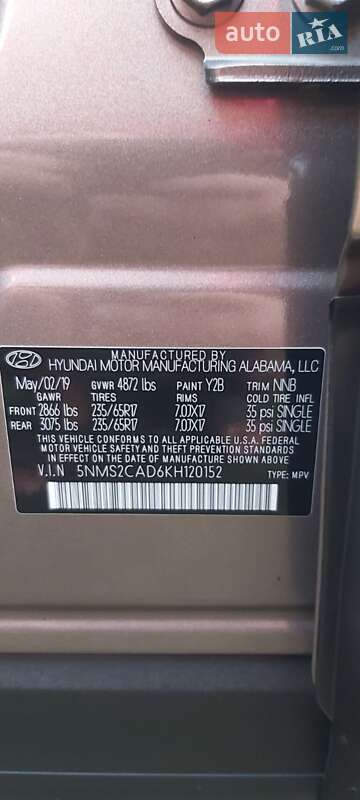 auto RIA
.com
MANUFACTURED BY
HYUNDAI MOTOR MANUFACTURING ALABAMA, LLC
May/02/19 GVWR 4872 lbs PAINT Y2B TRIM NNB
GAWR TIRES RIMS COLD TIRE INFL
FRONT 2866 lbs 235/65R17 7.0JX17 35 psi SINGLE
REAR 3075 lbs 235/65R17 7.0JX17 35 psi SINGLE
THIS VEHICLE CONFORMS TO ALL APPLICABLE U.S.A. FEDERAL
MOTOR VEHICLE SAFETY, BUMPER, AND THEFT PREVENTION STANDARDS
IN EFFECT ON THE DATE OF MANUFACTURE SHOWN ABOVE.
V.I.N 5NMS2CAD6KH120152 TYPE: MPV